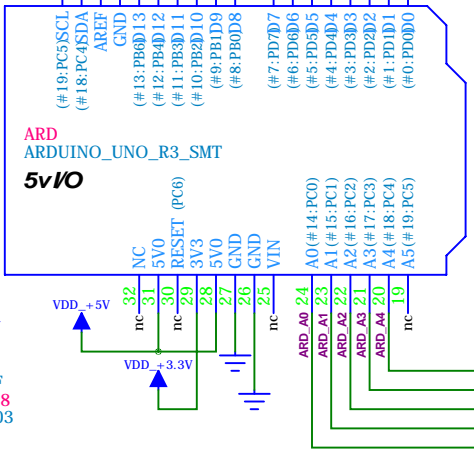 (#19:PC5)SCL
(#18:PC4)SDA
AREF
GND
(#13:PB6)D13
(#12:PB4)D12
(#11:PB3)D11
(#10:PB2)D10
(#9:PB1)D9
(#8:PB0)D8
(#7:PD7)D7
(#6:PD6)D6
(#5:PD5)D5
(#4:PD4)D4
(#3:PD3)D3
(#2:PD2)D2
(#1:PD1)D1
(#0:PD0)D0
ARD
ARDUINO_UNO_R3_SMT
5v I/O
NC
5V0
RESET (PC6)
3V3
5V0
GND
GND
VIN
A0(#14:PC0)
A1(#15:PC1)
A2(#16:PC2)
A3(#17:PC3)
A4(#18:PC4)
A5(#19:PC5)
32
31
30
29
28
27
26
25
24
23
22
21
20
19
nc
nc
nc
nc
ARD_A0
ARD_A1
ARD_A2
ARD_A3
ARD_A4
VDD_+5V
VDD_+3.3V
8
03